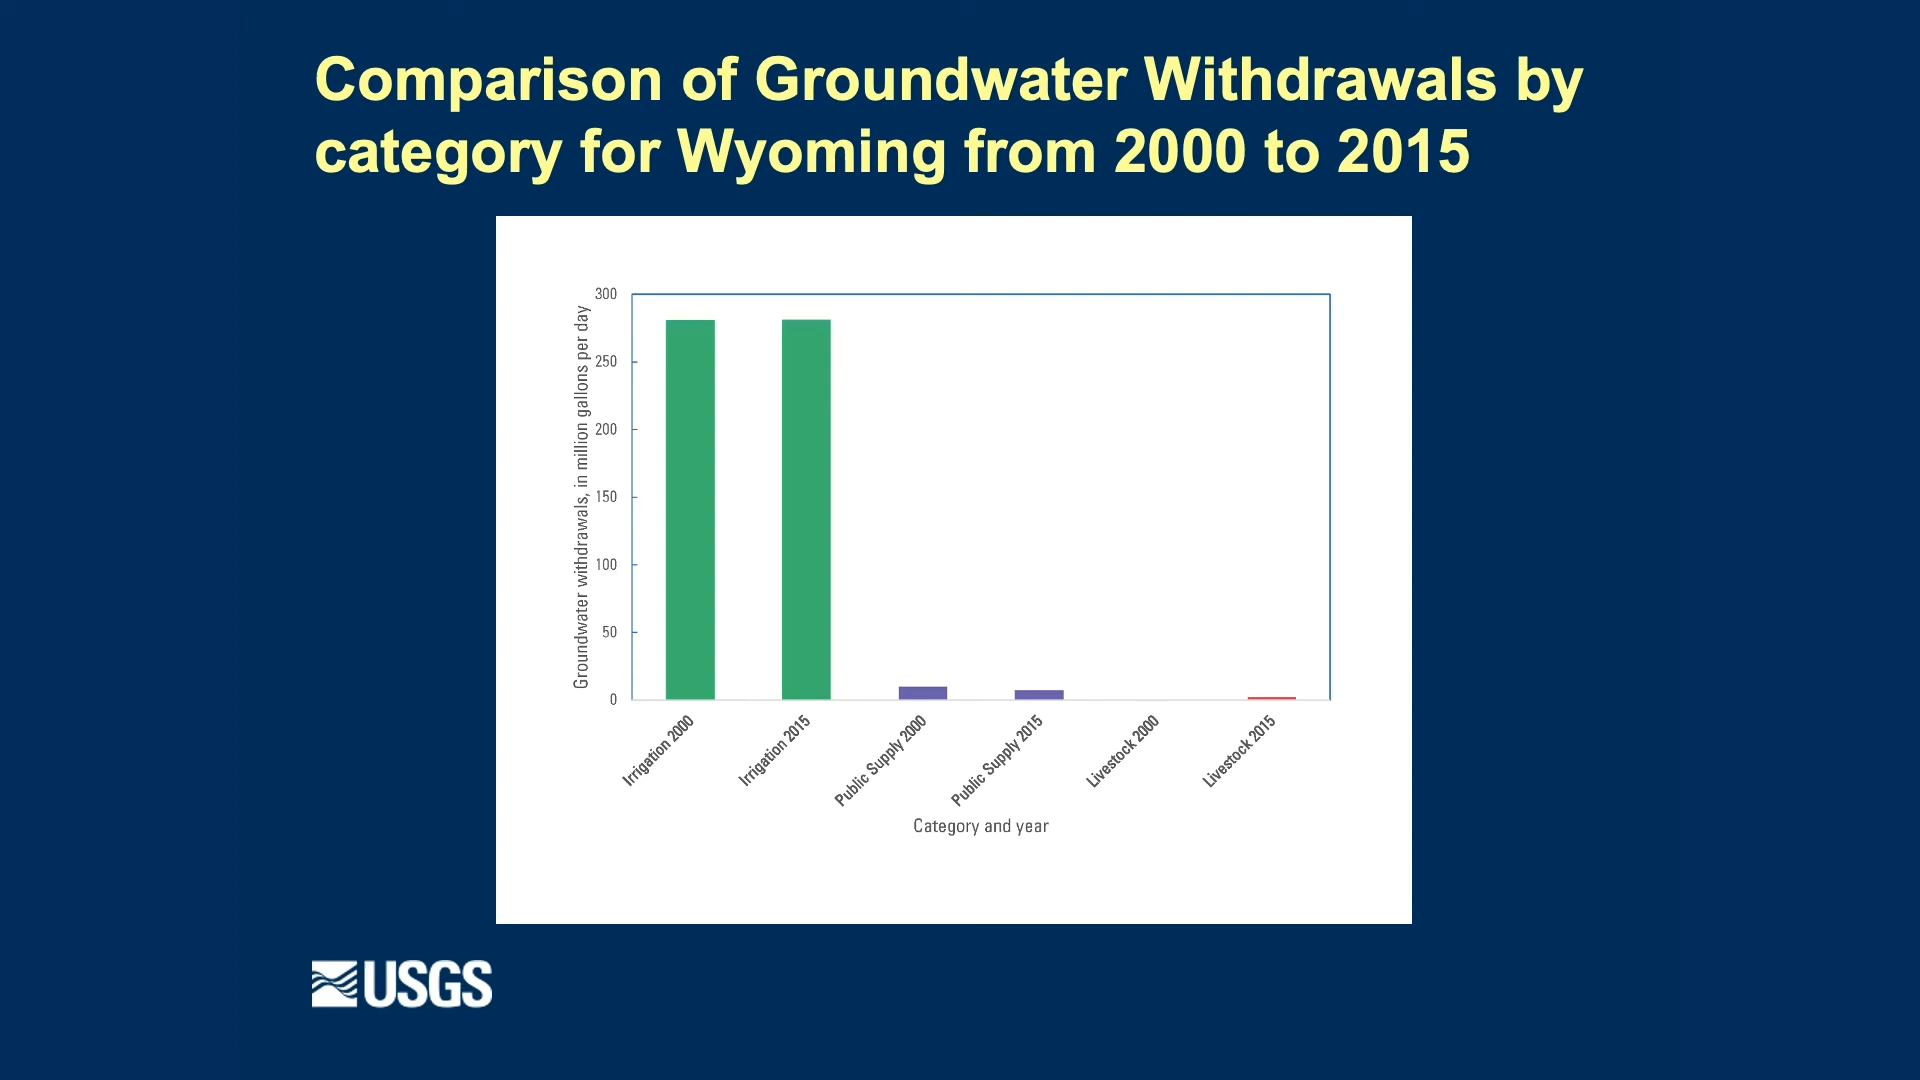 Comparison of Groundwater Withdrawals by
category for Wyoming from 2000 to 2015
Groundwater withdrawals, in million gallons per day
300
250
200
150
100
50
0
Irrigation 2000
Irrigation 2015
Public Supply 2000
Public Supply 2015
Livestock 2000
Livestock 2015
Category and year
USGS